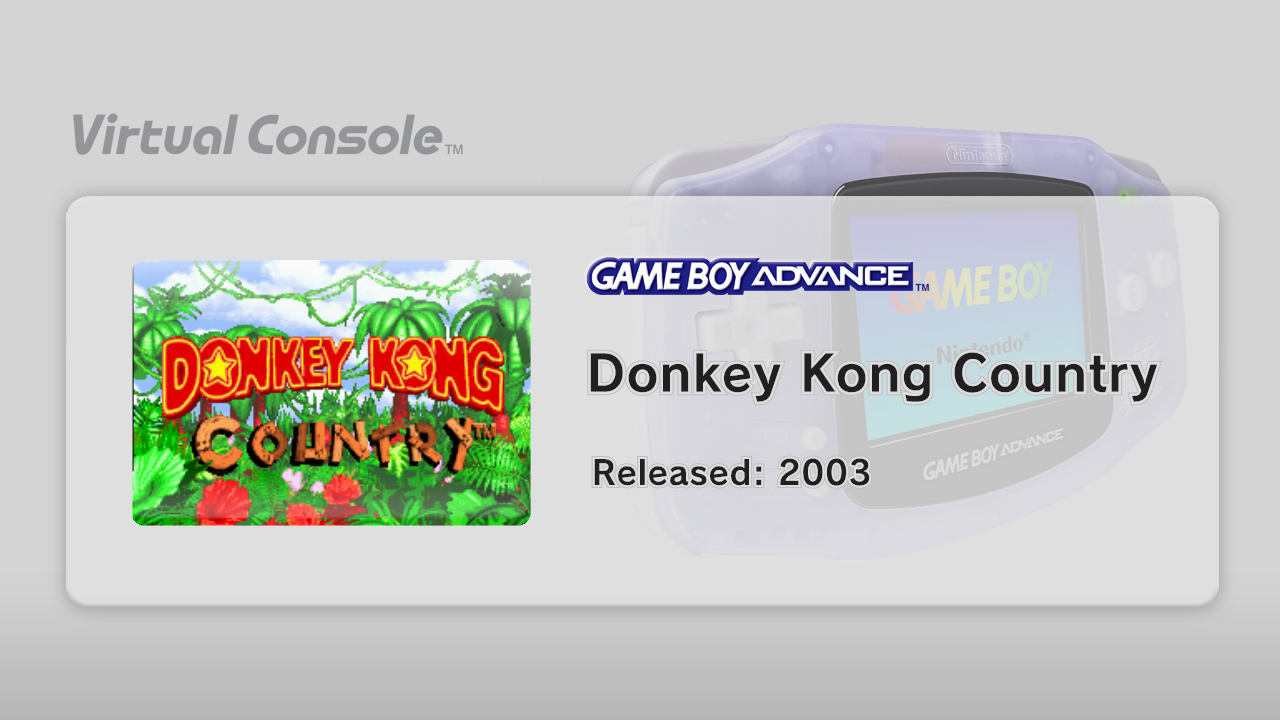 Virtual Console™
Nintendo
GAME BOY ADVANCE™
GAME BOY
Nintendo®
DONKEY KONG
COUNTRY™
Donkey Kong Country
GAME BOY ADVANCE
Released: 2003